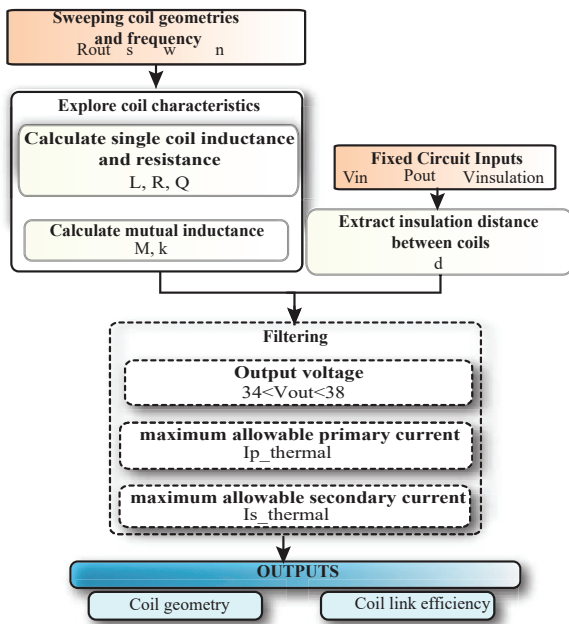 Sweeping coil geometries
and frequency
Rout s w n
Explore coil characteristics
Calculate single coil inductance
and resistance
L, R, Q
Calculate mutual inductance
M, k
Fixed Circuit Inputs
Vin Pout Vinsulation
Extract insulation distance
between coils
d
Filtering
Output voltage
34<Vout<38
maximum allowable primary current
Ip_thermal
maximum allowable secondary current
Is_thermal
OUTPUTS
Coil geometry
Coil link efficiency